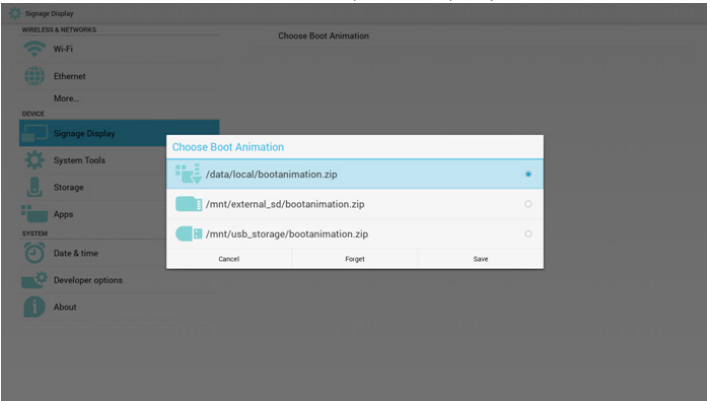 Signage Display
WIRELESS & NETWORKS
Wi-Fi
Ethernet
More...
DEVICE
Signage Display
System Tools
Storage
Apps
SYSTEM
Date & time
Developer options
About
Choose Boot Animation
Choose Boot Animation
/data/local/bootanimation.zip
/mnt/external_sd/bootanimation.zip
/mnt/usb_storage/bootanimation.zip
Cancel Forget Save